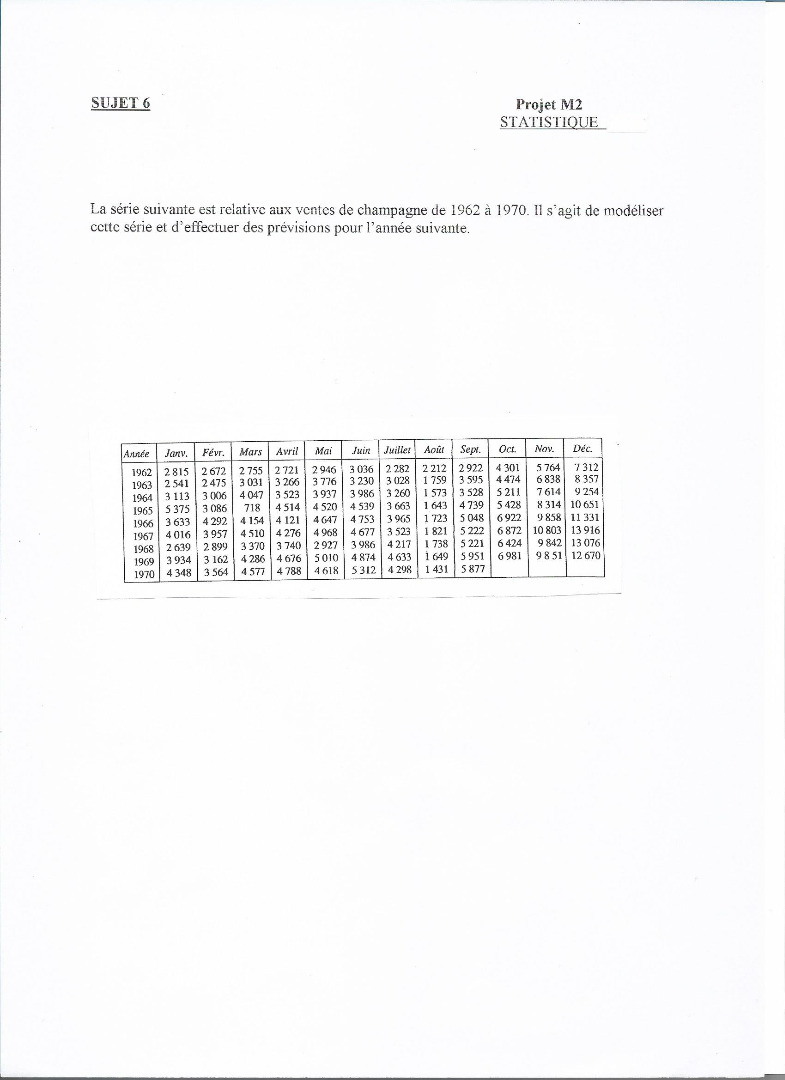 SUJET 6
Projet M2
STATISTIQUE
La série suivante est relative aux ventes de champagne de 1962 à 1970. Il s'agit de modéliser
cette série et d'effectuer des prévisions pour l'année suivante.
Année Janv. Févr. Mars Avril Mai Juin Juillet Août Sept. Oct. Nov. Déc.
1962 2 815 2 672 2 755 2 721 2 946 3 036 2 282 2 212 2 922 4 301 5 764 7 312
1963 2 541 2 475 3 031 3 266 3 776 3 230 3 028 1 759 3 595 4 474 6 838 8 357
1964 3 113 3 006 4 047 3 523 3 937 3 986 3 260 1 573 3 528 5 211 7 614 9 254
1965 5 375 3 086 718 4 514 4 520 4 539 3 663 1 643 4 739 5 428 8 314 10 651
1966 3 633 4 292 4 154 4 121 4 647 4 753 3 965 1 723 5 048 6 922 9 858 11 331
1967 4 016 3 957 4 510 4 276 4 968 4 677 3 523 1 821 5 222 6 872 10 803 13 916
1968 2 639 2 899 3 370 3 740 2 927 3 986 4 217 1 738 5 221 6 424 9 842 13 076
1969 3 934 3 162 4 286 4 676 5 010 4 874 4 633 1 649 5 951 6 981 9 8 51 12 670
1970 4 348 3 564 4 577 4 788 4 618 5 312 4 298 1 431 5 877